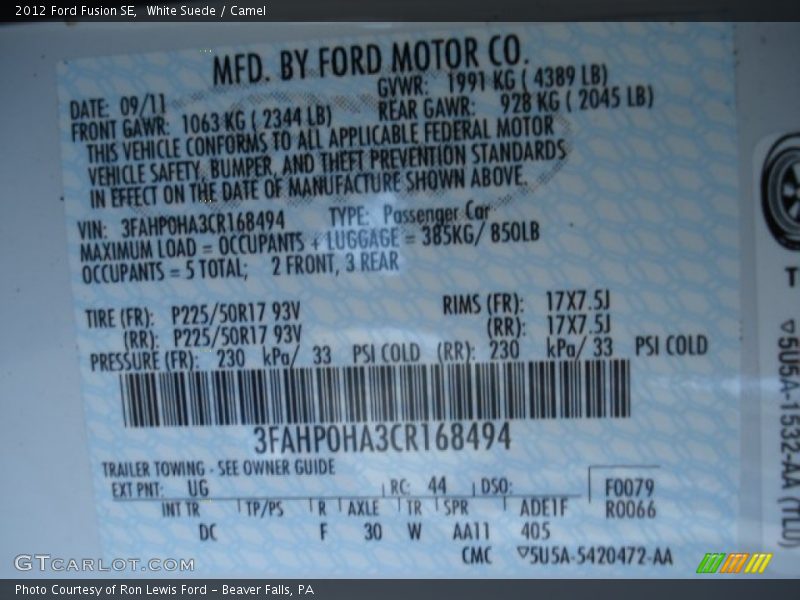 2012 Ford Fusion SE, White Suede / Camel
MFD. BY FORD MOTOR CO.
DATE: 09/11 GVWR: 1991 KG ( 4389 LB)
FRONT GAWR: 1063 KG ( 2344 LB) REAR GAWR: 928 KG ( 2045 LB)
THIS VEHICLE CONFORMS TO ALL APPLICABLE FEDERAL MOTOR
VEHICLE SAFETY, BUMPER, AND THEFT PREVENTION STANDARDS
IN EFFECT ON THE DATE OF MANUFACTURE SHOWN ABOVE.
VIN: 3FAHP0HA3CR168494 TYPE: Passenger Car
MAXIMUM LOAD = OCCUPANTS + LUGGAGE = 385KG/ 850LB
OCCUPANTS = 5 TOTAL; 2 FRONT, 3 REAR
TIRE (FR): P225/50R17 93V RIMS (FR): 17X7.5J
(RR): P225/50R17 93V (RR): 17X7.5J
PRESSURE (FR): 230 kPa/ 33 PSI COLD (RR): 230 kPa/ 33 PSI COLD
3FAHP0HA3CR168494
TRAILER TOWING - SEE OWNER GUIDE
EXT PNT: UG RC: 44 DSO: F0079
INT TR TP/PS R AXLE TR SPR ADE1F R0066
DC F 30 W AA11 405
CMC ▽5U5A-5420472-AA
T
▽5U5A-1532-AA (TLU)
GTCARLOT.COM
Photo Courtesy of Ron Lewis Ford - Beaver Falls, PA